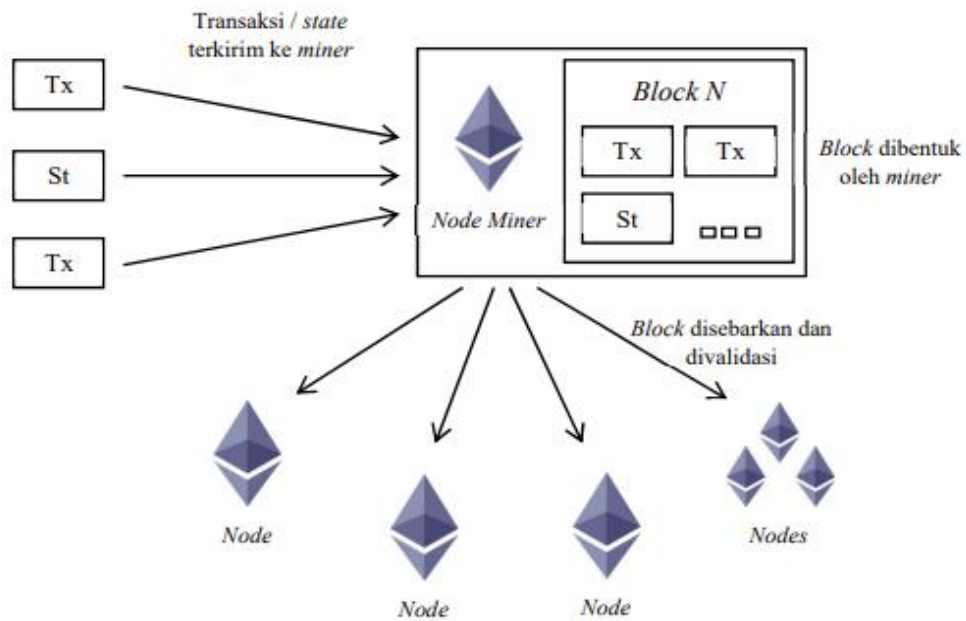 Transaksi / state
terkirim ke miner
Tx
St
Tx
Node Miner
Block N
Tx Tx
St
Block dibentuk
oleh miner
Block disebarkan dan
divalidasi
Node
Node
Node
Nodes